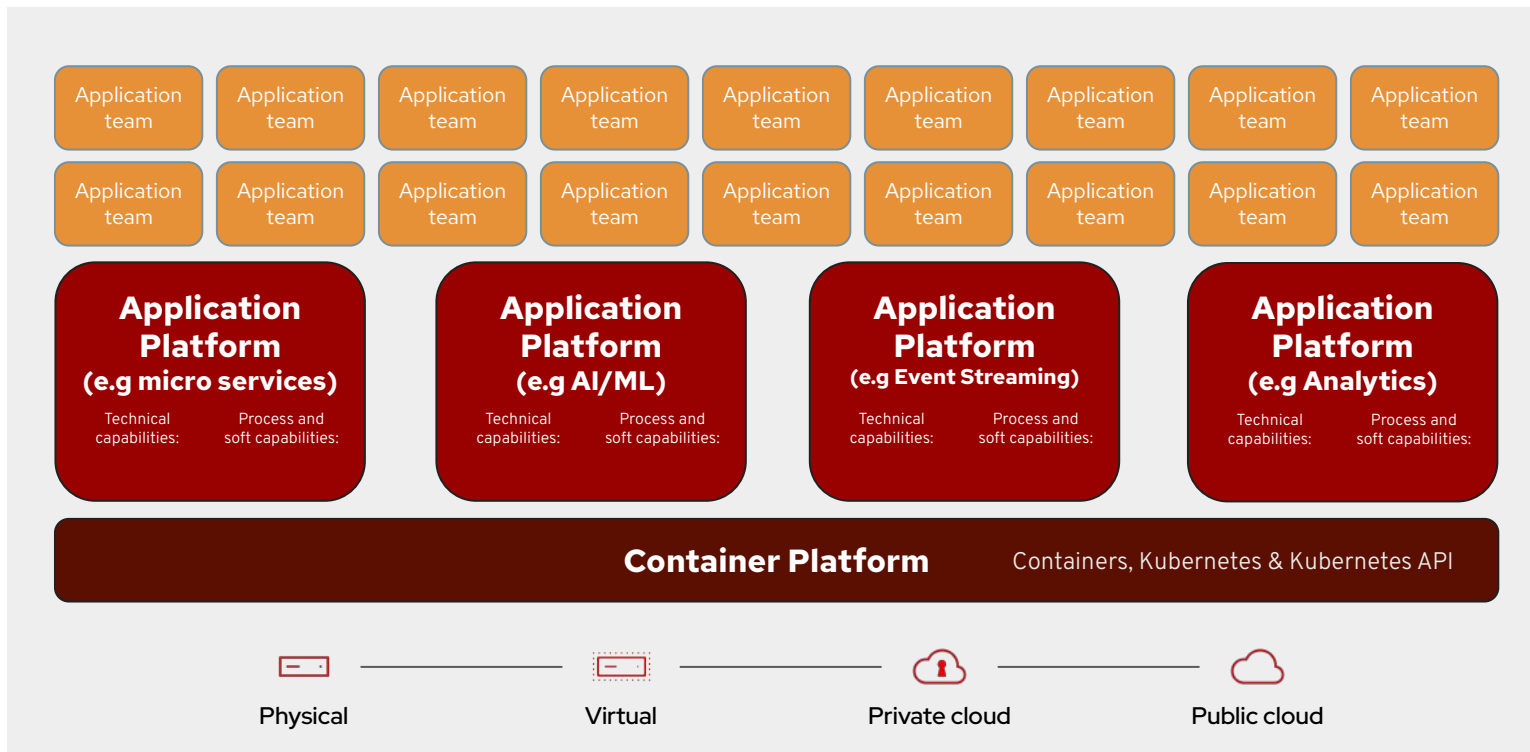 Application
team
Application
team
Application
team
Application
team
Application
team
Application
team
Application
team
Application
team
Application
team
Application
team
Application
team
Application
team
Application
team
Application
team
Application
team
Application
team
Application
team
Application
team
Application
Platform
(e.g micro services)
Technical
capabilities:
Process and
soft capabilities:
Application
Platform
(e.g AI/ML)
Technical
capabilities:
Process and
soft capabilities:
Application
Platform
(e.g Event Streaming)
Technical
capabilities:
Process and
soft capabilities:
Application
Platform
(e.g Analytics)
Technical
capabilities:
Process and
soft capabilities:
Container Platform
Containers, Kubernetes & Kubernetes API
Physical
Virtual
Private cloud
Public cloud